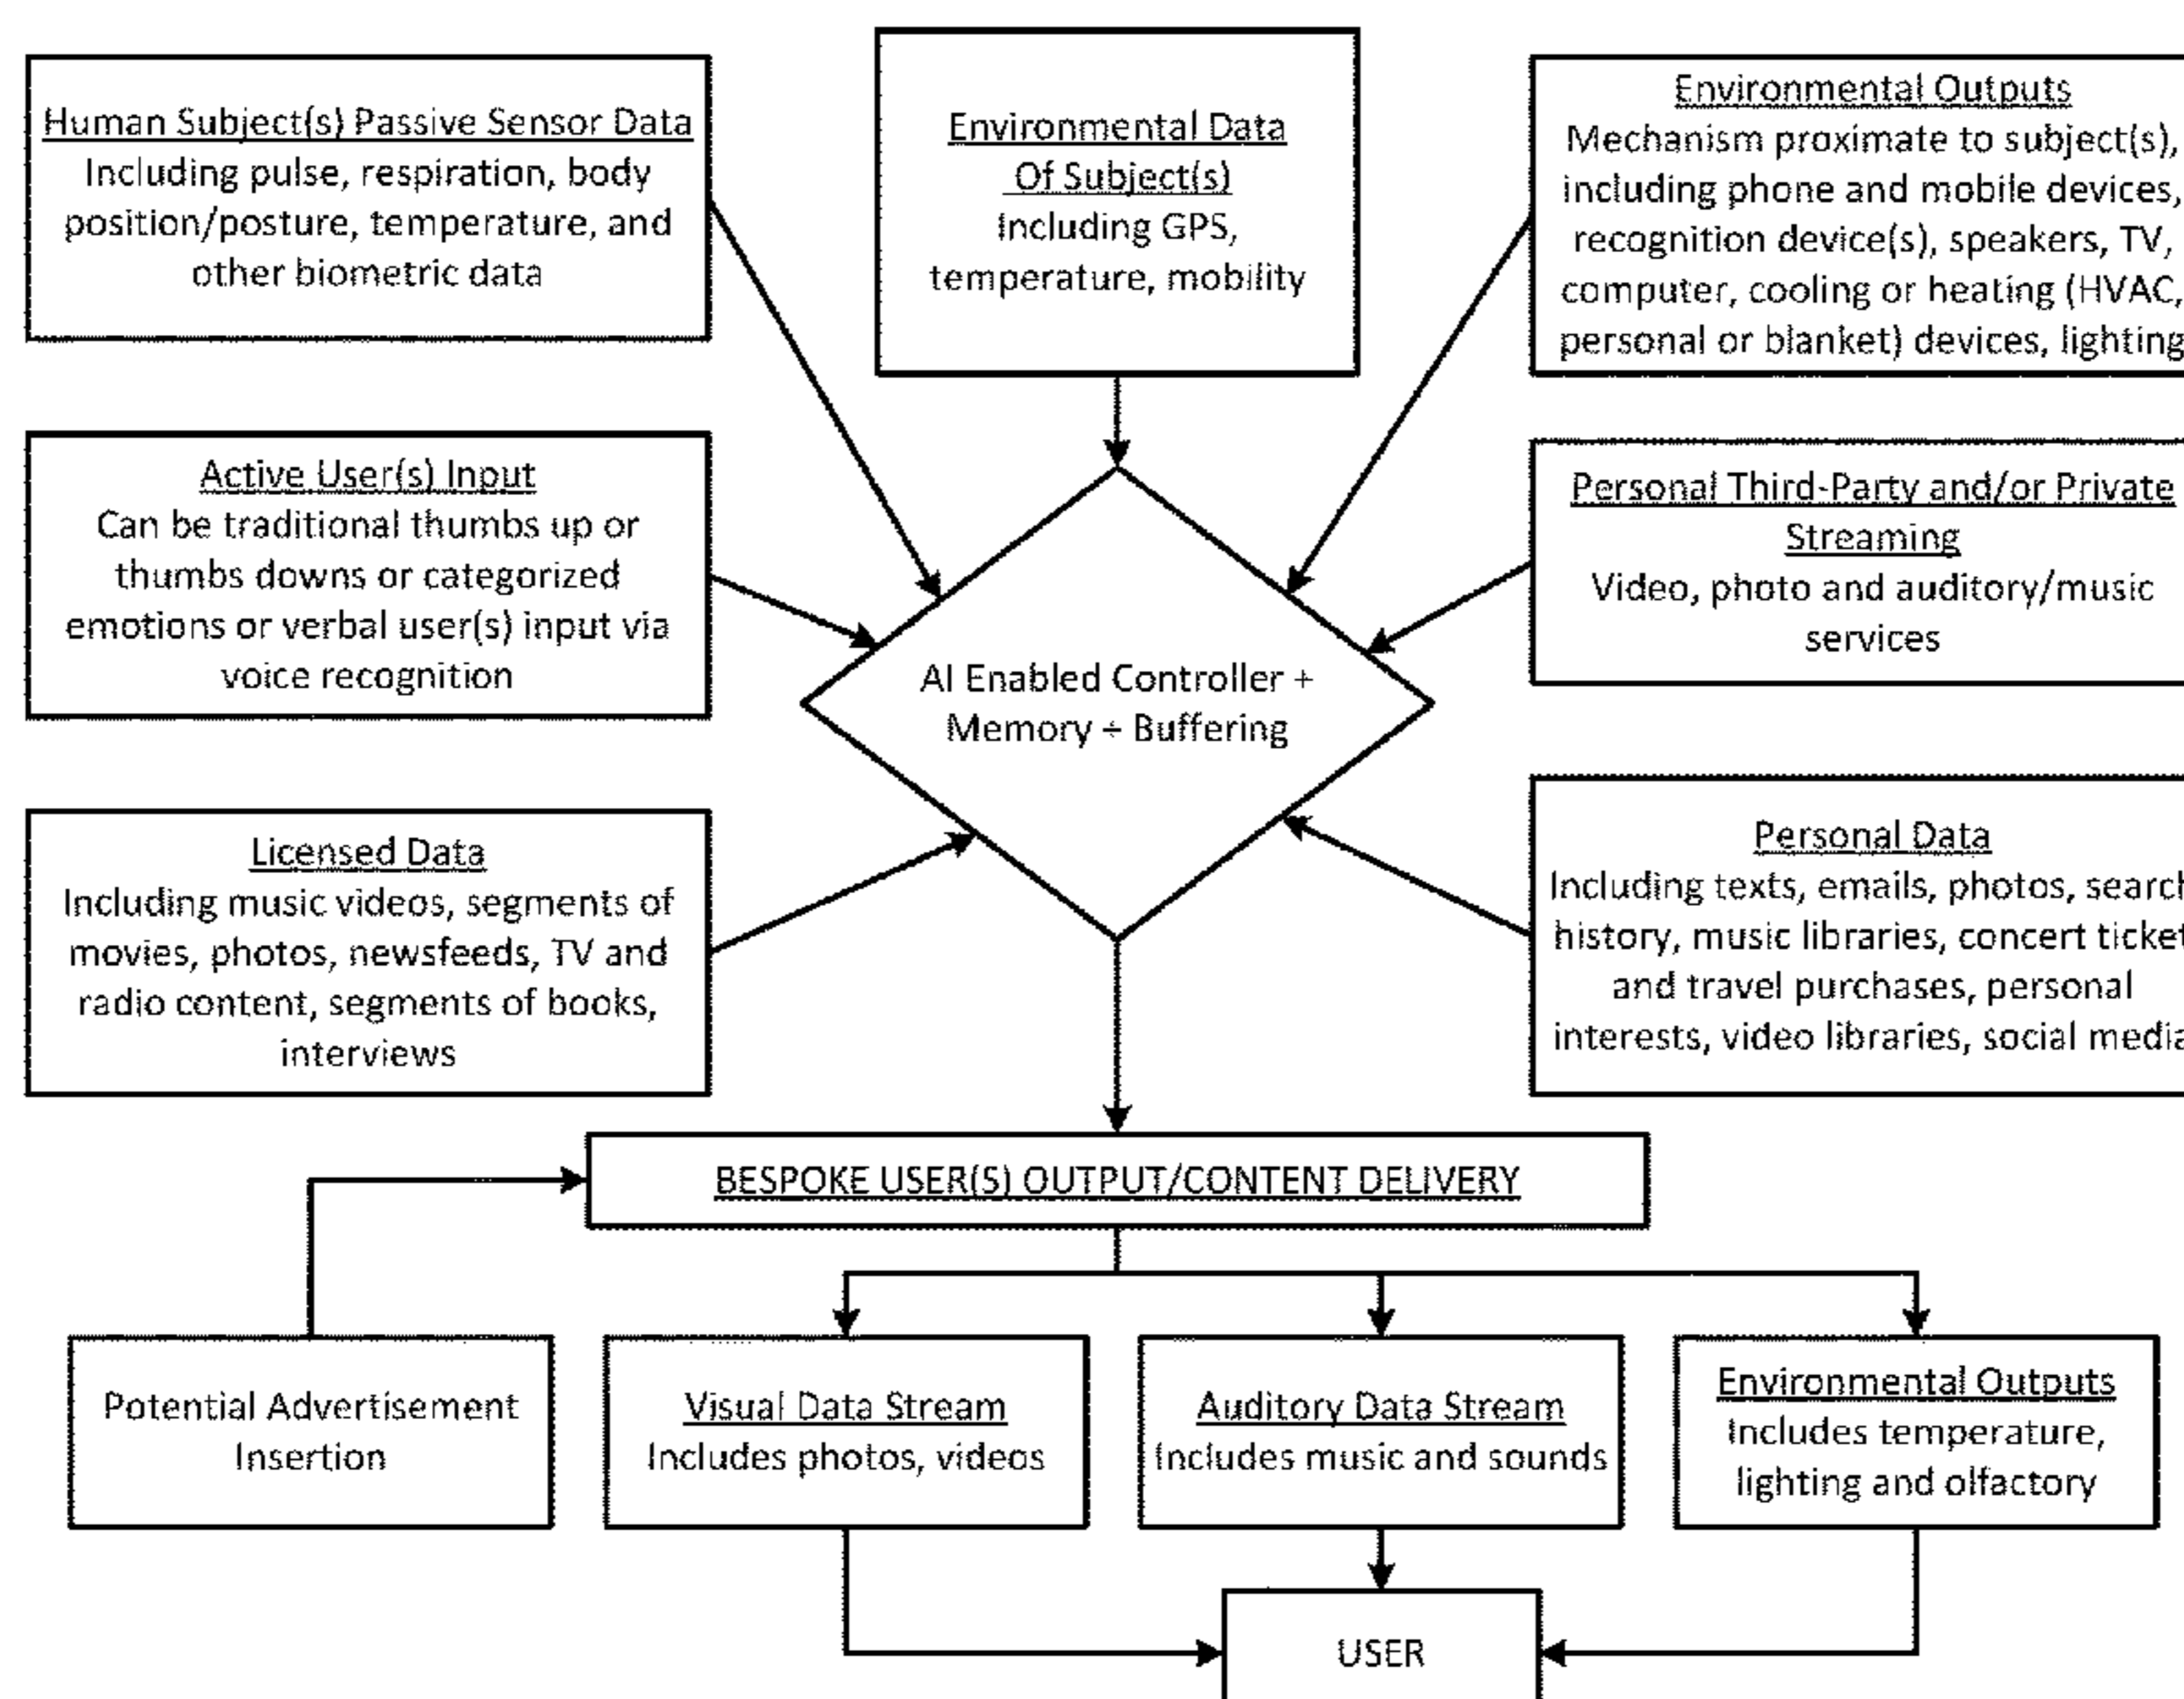 Human Subject(s) Passive Sensor Data
Including pulse, respiration, body
position/posture, temperature, and
other biometric data
Environmental Data
Of Subject(s)
Including GPS,
temperature, mobility
Environmental Outputs
Mechanism proximate to subject(s),
including phone and mobile devices,
recognition device(s), speakers, TV,
computer, cooling or heating (HVAC,
personal or blanket) devices, lighting
Active User(s) Input
Can be traditional thumbs up or
thumbs downs or categorized
emotions or verbal user(s) input via
voice recognition
Personal Third-Party and/or Private
Streaming
Video, photo and auditory/music
services
AI Enabled Controller +
Memory + Buffering
Licensed Data
Including music videos, segments of
movies, photos, newsfeeds, TV and
radio content, segments of books,
interviews
Personal Data
Including texts, emails, photos, search
history, music libraries, concert ticket
and travel purchases, personal
interests, video libraries, social media
BESPOKE USER(S) OUTPUT/CONTENT DELIVERY
Potential Advertisement
Insertion
Visual Data Stream
Includes photos, videos
Auditory Data Stream
Includes music and sounds
Environmental Outputs
Includes temperature,
lighting and olfactory
USER